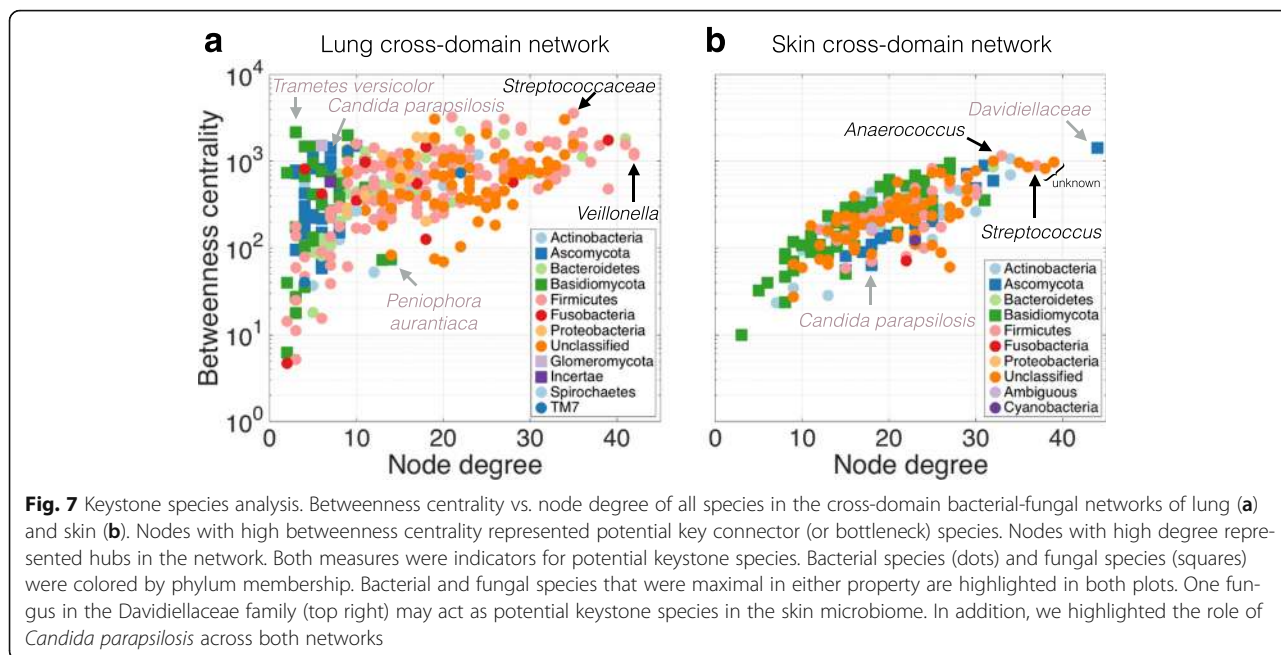 a Lung cross-domain network
b Skin cross-domain network
Betweenness centrality
10^4
10^3
10^2
10^1
10^0
Trametes versicolor
Candida parapsilosis
Streptococcaceae
Veillonella
Peniophora
aurantiaca
Actinobacteria
Ascomycota
Bacteroidetes
Basidiomycota
Firmicutes
Fusobacteria
Proteobacteria
Unclassified
Glomeromycota
Incertae
Spirochaetes
TM7
0 10 20 30 40
Node degree
Davidiellaceae
Anaerococcus
unknown
Streptococcus
Candida parapsilosis
Actinobacteria
Ascomycota
Bacteroidetes
Basidiomycota
Firmicutes
Fusobacteria
Proteobacteria
Unclassified
Ambiguous
Cyanobacteria
0 10 20 30 40
Node degree
Fig. 7 Keystone species analysis. Betweenness centrality vs. node degree of all species in the cross-domain bacterial-fungal networks of lung (a)
and skin (b). Nodes with high betweenness centrality represented potential key connector (or bottleneck) species. Nodes with high degree repre-
sented hubs in the network. Both measures were indicators for potential keystone species. Bacterial species (dots) and fungal species (squares)
were colored by phylum membership. Bacterial and fungal species that were maximal in either property are highlighted in both plots. One fun-
gus in the Davidiellaceae family (top right) may act as potential keystone species in the skin microbiome. In addition, we highlighted the role of
Candida parapsilosis across both networks